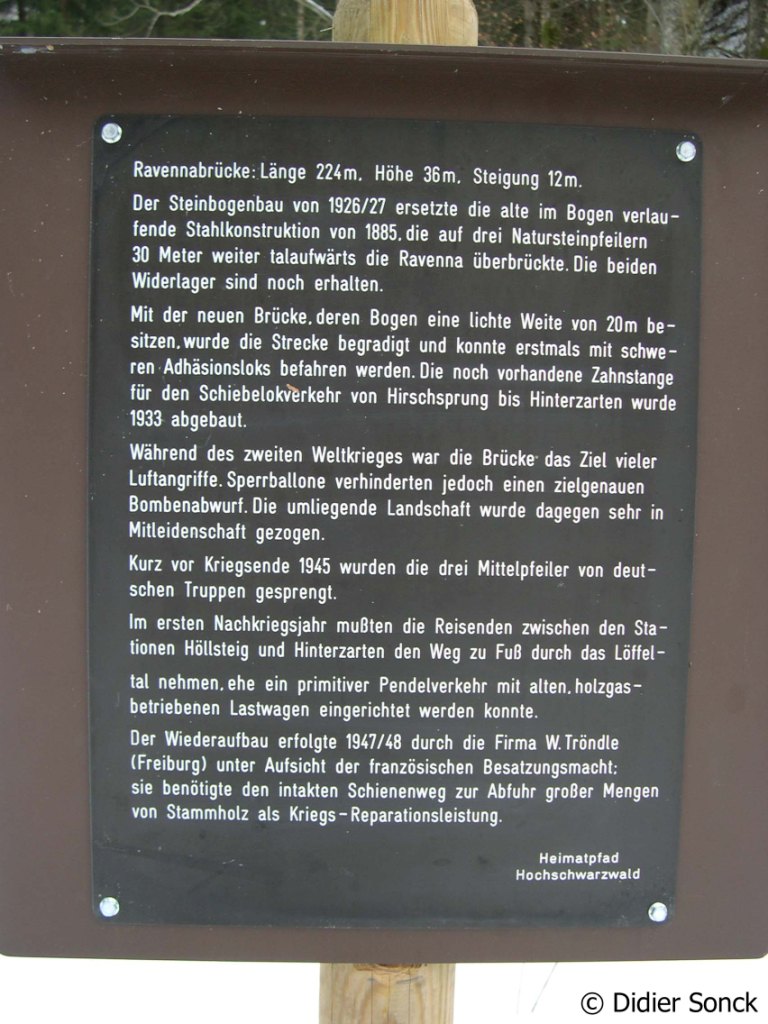 Ravennabrücke: Länge 224m, Höhe 36m, Steigung 12m.
Der Steinbogenbau von 1926/27 ersetzte die alte im Bogen verlau-
fende Stahlkonstruktion von 1885, die auf drei Natursteinpfeilern
30 Meter weiter talaufwärts die Ravenna überbrückte. Die beiden
Widerlager sind noch erhalten.
Mit der neuen Brücke, deren Bogen eine lichte Weite von 20m be-
sitzen, wurde die Strecke begradigt und konnte erstmals mit schwe-
ren Adhäsionsloks befahren werden. Die noch vorhandene Zahnstange
für den Schiebelokverkehr von Hirschsprung bis Hinterzarten wurde
1933 abgebaut.
Während des zweiten Weltkrieges war die Brücke das Ziel vieler
Luftangriffe. Sperrballone verhinderten jedoch einen zielgenauen
Bombenabwurf. Die umliegende Landschaft wurde dagegen sehr in
Mitleidenschaft gezogen.
Kurz vor Kriegsende 1945 wurden die drei Mittelpfeiler von deut-
schen Truppen gesprengt.
Im ersten Nachkriegsjahr mußten die Reisenden zwischen den Sta-
tionen Höllsteig und Hinterzarten den Weg zu Fuß durch das Löffel-
tal nehmen, ehe ein primitiver Pendelverkehr mit alten, holzgas-
betriebenen Lastwagen eingerichtet werden konnte.
Der Wiederaufbau erfolgte 1947/48 durch die Firma W. Tröndle
(Freiburg) unter Aufsicht der französischen Besatzungsmacht;
sie benötigte den intakten Schienenweg zur Abfuhr großer Mengen
von Stammholz als Kriegs-Reparationsleistung.
Heimatpfad
Hochschwarzwald
© Didier Sonck